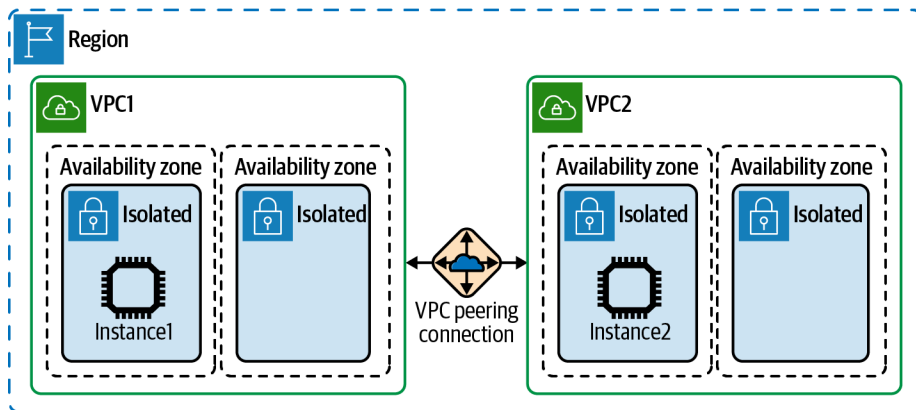 Region
VPC1
VPC2
Availability zone
Availability zone
Availability zone
Availability zone
Isolated
Isolated
Isolated
Isolated
Instance1
VPC peering
connection
Instance2